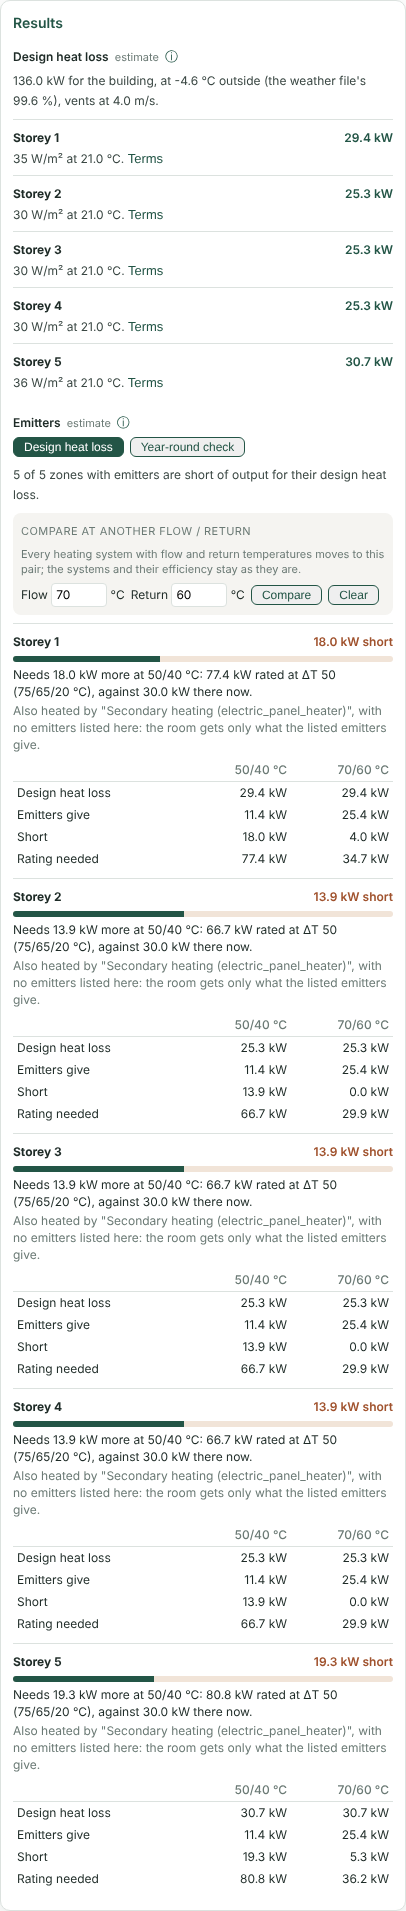 Results
Design heat loss estimate ⓘ
136.0 kW for the building, at -4.6 °C outside (the weather file's
99.6 %), vents at 4.0 m/s.
Storey 1 29.4 kW
35 W/m² at 21.0 °C. Terms
Storey 2 25.3 kW
30 W/m² at 21.0 °C. Terms
Storey 3 25.3 kW
30 W/m² at 21.0 °C. Terms
Storey 4 25.3 kW
30 W/m² at 21.0 °C. Terms
Storey 5 30.7 kW
36 W/m² at 21.0 °C. Terms
Emitters estimate ⓘ
Design heat loss Year-round check
5 of 5 zones with emitters are short of output for their design heat
loss.
COMPARE AT ANOTHER FLOW / RETURN
Every heating system with flow and return temperatures moves to this
pair; the systems and their efficiency stay as they are.
Flow 70 °C Return 60 °C Compare Clear
Storey 1 18.0 kW short
Needs 18.0 kW more at 50/40 °C: 77.4 kW rated at ΔT 50
(75/65/20 °C), against 30.0 kW there now.
Also heated by "Secondary heating (electric_panel_heater)", with
no emitters listed here: the room gets only what the listed emitters
give.
50/40 °C 70/60 °C
Design heat loss 29.4 kW 29.4 kW
Emitters give 11.4 kW 25.4 kW
Short 18.0 kW 4.0 kW
Rating needed 77.4 kW 34.7 kW
Storey 2 13.9 kW short
Needs 13.9 kW more at 50/40 °C: 66.7 kW rated at ΔT 50
(75/65/20 °C), against 30.0 kW there now.
Also heated by "Secondary heating (electric_panel_heater)", with
no emitters listed here: the room gets only what the listed emitters
give.
50/40 °C 70/60 °C
Design heat loss 25.3 kW 25.3 kW
Emitters give 11.4 kW 25.4 kW
Short 13.9 kW 0.0 kW
Rating needed 66.7 kW 29.9 kW
Storey 3 13.9 kW short
Needs 13.9 kW more at 50/40 °C: 66.7 kW rated at ΔT 50
(75/65/20 °C), against 30.0 kW there now.
Also heated by "Secondary heating (electric_panel_heater)", with
no emitters listed here: the room gets only what the listed emitters
give.
50/40 °C 70/60 °C
Design heat loss 25.3 kW 25.3 kW
Emitters give 11.4 kW 25.4 kW
Short 13.9 kW 0.0 kW
Rating needed 66.7 kW 29.9 kW
Storey 4 13.9 kW short
Needs 13.9 kW more at 50/40 °C: 66.7 kW rated at ΔT 50
(75/65/20 °C), against 30.0 kW there now.
Also heated by "Secondary heating (electric_panel_heater)", with
no emitters listed here: the room gets only what the listed emitters
give.
50/40 °C 70/60 °C
Design heat loss 25.3 kW 25.3 kW
Emitters give 11.4 kW 25.4 kW
Short 13.9 kW 0.0 kW
Rating needed 66.7 kW 29.9 kW
Storey 5 19.3 kW short
Needs 19.3 kW more at 50/40 °C: 80.8 kW rated at ΔT 50
(75/65/20 °C), against 30.0 kW there now.
Also heated by "Secondary heating (electric_panel_heater)", with
no emitters listed here: the room gets only what the listed emitters
give.
50/40 °C 70/60 °C
Design heat loss 30.7 kW 30.7 kW
Emitters give 11.4 kW 25.4 kW
Short 19.3 kW 5.3 kW
Rating needed 80.8 kW 36.2 kW